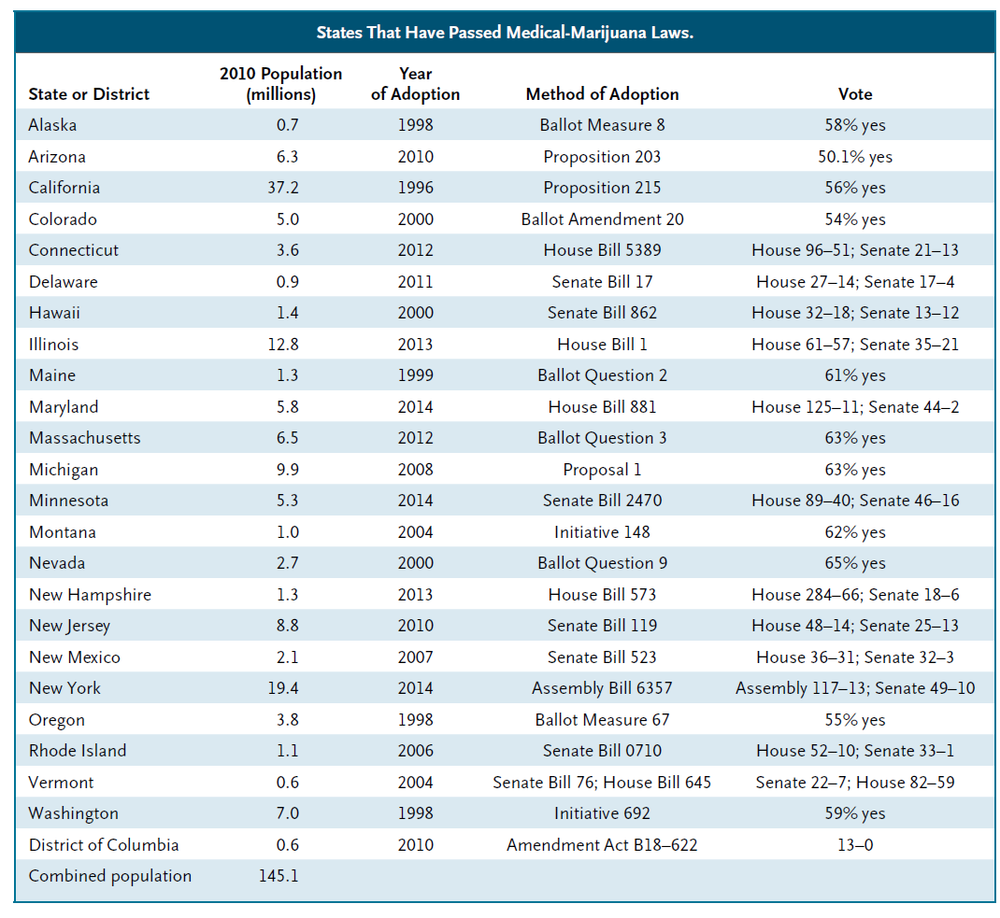 States That Have Passed Medical-Marijuana Laws.
State or District 2010 Population (millions) Year of Adoption Method of Adoption Vote
Alaska 0.7 1998 Ballot Measure 8 58% yes
Arizona 6.3 2010 Proposition 203 50.1% yes
California 37.2 1996 Proposition 215 56% yes
Colorado 5.0 2000 Ballot Amendment 20 54% yes
Connecticut 3.6 2012 House Bill 5389 House 96–51; Senate 21–13
Delaware 0.9 2011 Senate Bill 17 House 27–14; Senate 17–4
Hawaii 1.4 2000 Senate Bill 862 House 32–18; Senate 13–12
Illinois 12.8 2013 House Bill 1 House 61–57; Senate 35–21
Maine 1.3 1999 Ballot Question 2 61% yes
Maryland 5.8 2014 House Bill 881 House 125–11; Senate 44–2
Massachusetts 6.5 2012 Ballot Question 3 63% yes
Michigan 9.9 2008 Proposal 1 63% yes
Minnesota 5.3 2014 Senate Bill 2470 House 89–40; Senate 46–16
Montana 1.0 2004 Initiative 148 62% yes
Nevada 2.7 2000 Ballot Question 9 65% yes
New Hampshire 1.3 2013 House Bill 573 House 284–66; Senate 18–6
New Jersey 8.8 2010 Senate Bill 119 House 48–14; Senate 25–13
New Mexico 2.1 2007 Senate Bill 523 House 36–31; Senate 32–3
New York 19.4 2014 Assembly Bill 6357 Assembly 117–13; Senate 49–10
Oregon 3.8 1998 Ballot Measure 67 55% yes
Rhode Island 1.1 2006 Senate Bill 0710 House 52–10; Senate 33–1
Vermont 0.6 2004 Senate Bill 76; House Bill 645 Senate 22–7; House 82–59
Washington 7.0 1998 Initiative 692 59% yes
District of Columbia 0.6 2010 Amendment Act B18–622 13–0
Combined population 145.1